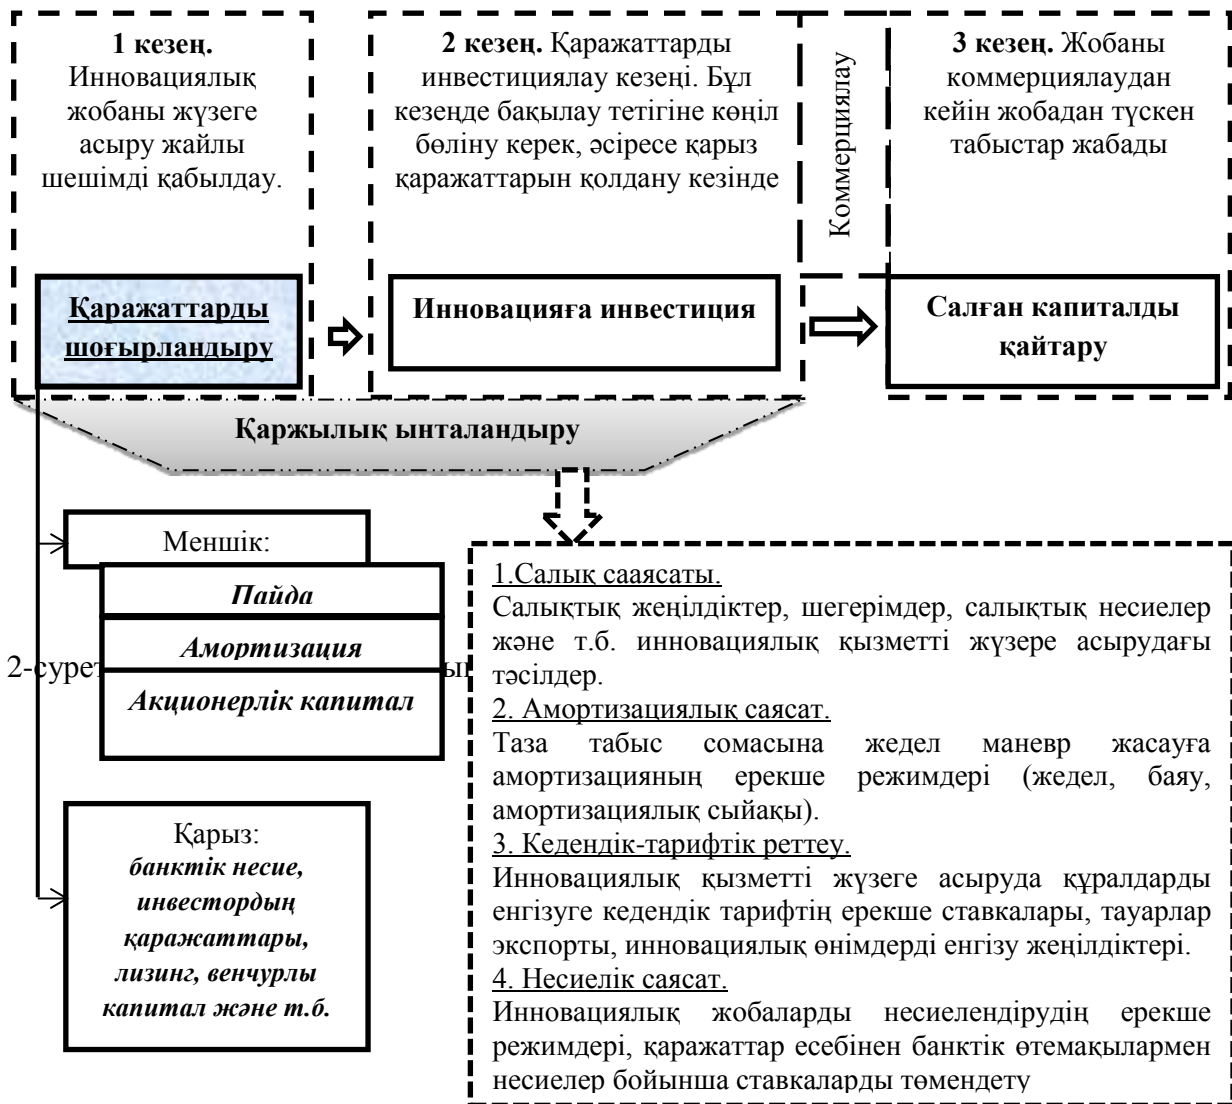 1 кезең.
Инновациялық
жобаны жүзеге
асыру жайлы
шешімді қабылдау.
Қаражаттарды
шоғырландыру
2 кезең. Қаражаттарды
инвестициялау кезеңі. Бұл
кезеңде бақылау тетігіне көңіл
бөліну керек, әсіресе қарыз
қаражаттарын қолдану кезінде
Инновацияға инвестиция
Коммерциялау
3 кезең. Жобаны
коммерциялаудан
кейін жобадан түскен
табыстар жабады
Салған капиталды
қайтару
Қаржылық ынталандыру
Меншік:
Пайда
Амортизация
Акционерлік капитал
2-сурет
Қарыз:
банктік несие,
инвестордың
қаражаттары,
лизинг, венчурлы
капитал және т.б.
1.Салық сааясаты.
Салықтық жеңілдіктер, шегерімдер, салықтық несиелер
және т.б. инновациялық қызметті жүзере асырудағы
тәсілдер.
2. Амортизациялық саясат.
Таза табыс сомасына жедел маневр жасауға
амортизацияның ерекше режимдері (жедел, баяу,
амортизациялық сыйақы).
3. Кедендік-тарифтік реттеу.
Инновациялық қызметті жүзеге асыруда құралдарды
енгізуге кедендік тарифтің ерекше ставкалары, тауарлар
экспорты, инновациялық өнімдерді енгізу жеңілдіктері.
4. Несиелік саясат.
Инновациялық жобаларды несиелендірудің ерекше
режимдері, қаражаттар есебінен банктік өтемақылармен
несиелер бойынша ставкаларды төмендету